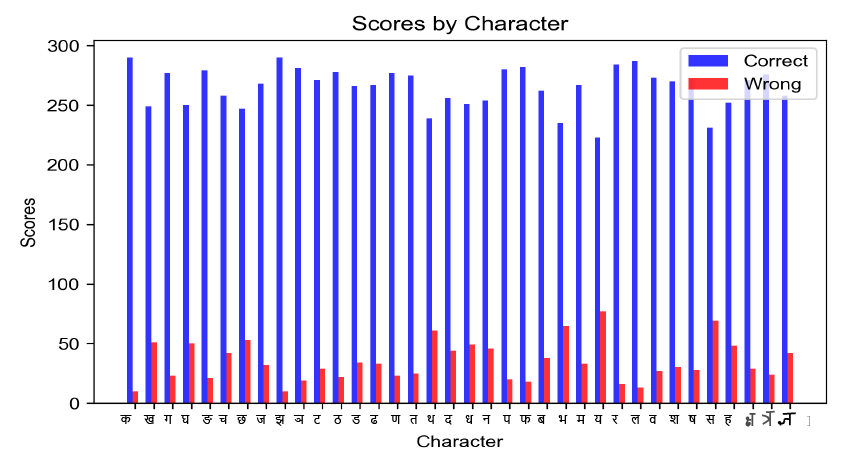 Scores by Character
Correct
Wrong
300
250
200
150
100
50
0
Scores
क ख ग घ ङ च छ ज झ ञ ट ठ ड ढ ण त थ द ध न प फ ब भ म य र ल व श ष स ह
Character